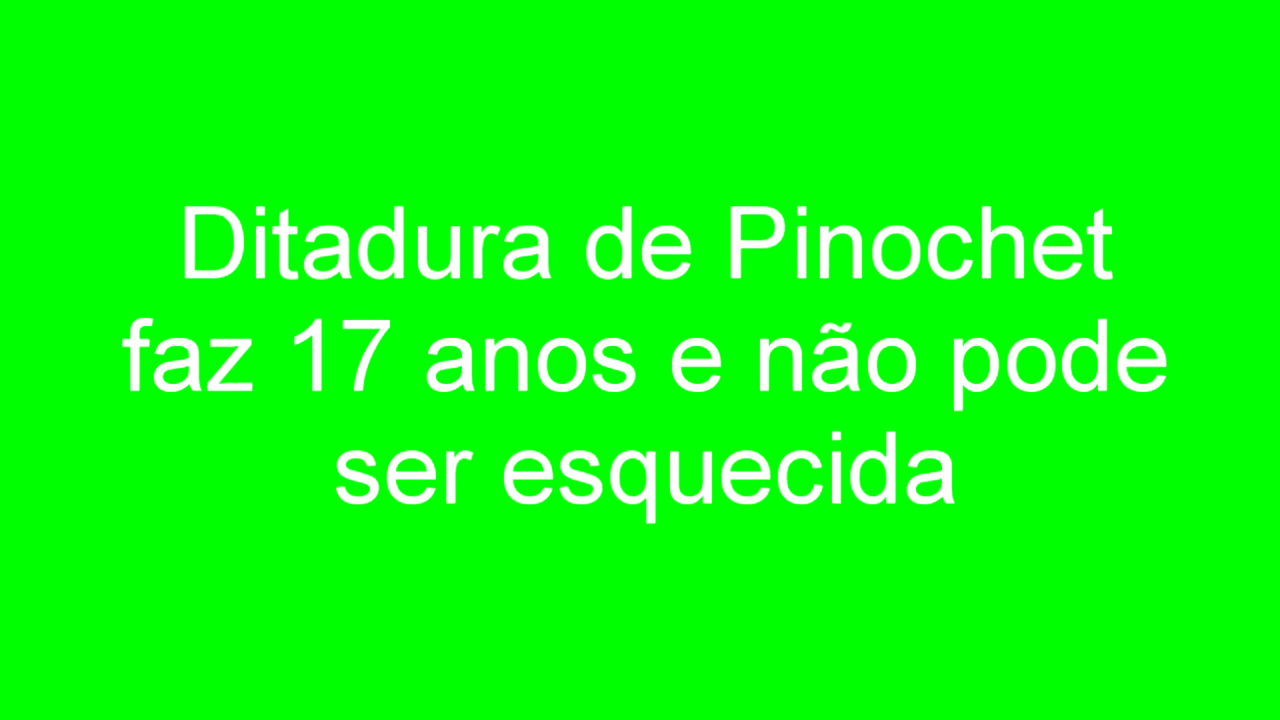 Ditadura de Pinochet
faz 17 anos e não pode
ser esquecida